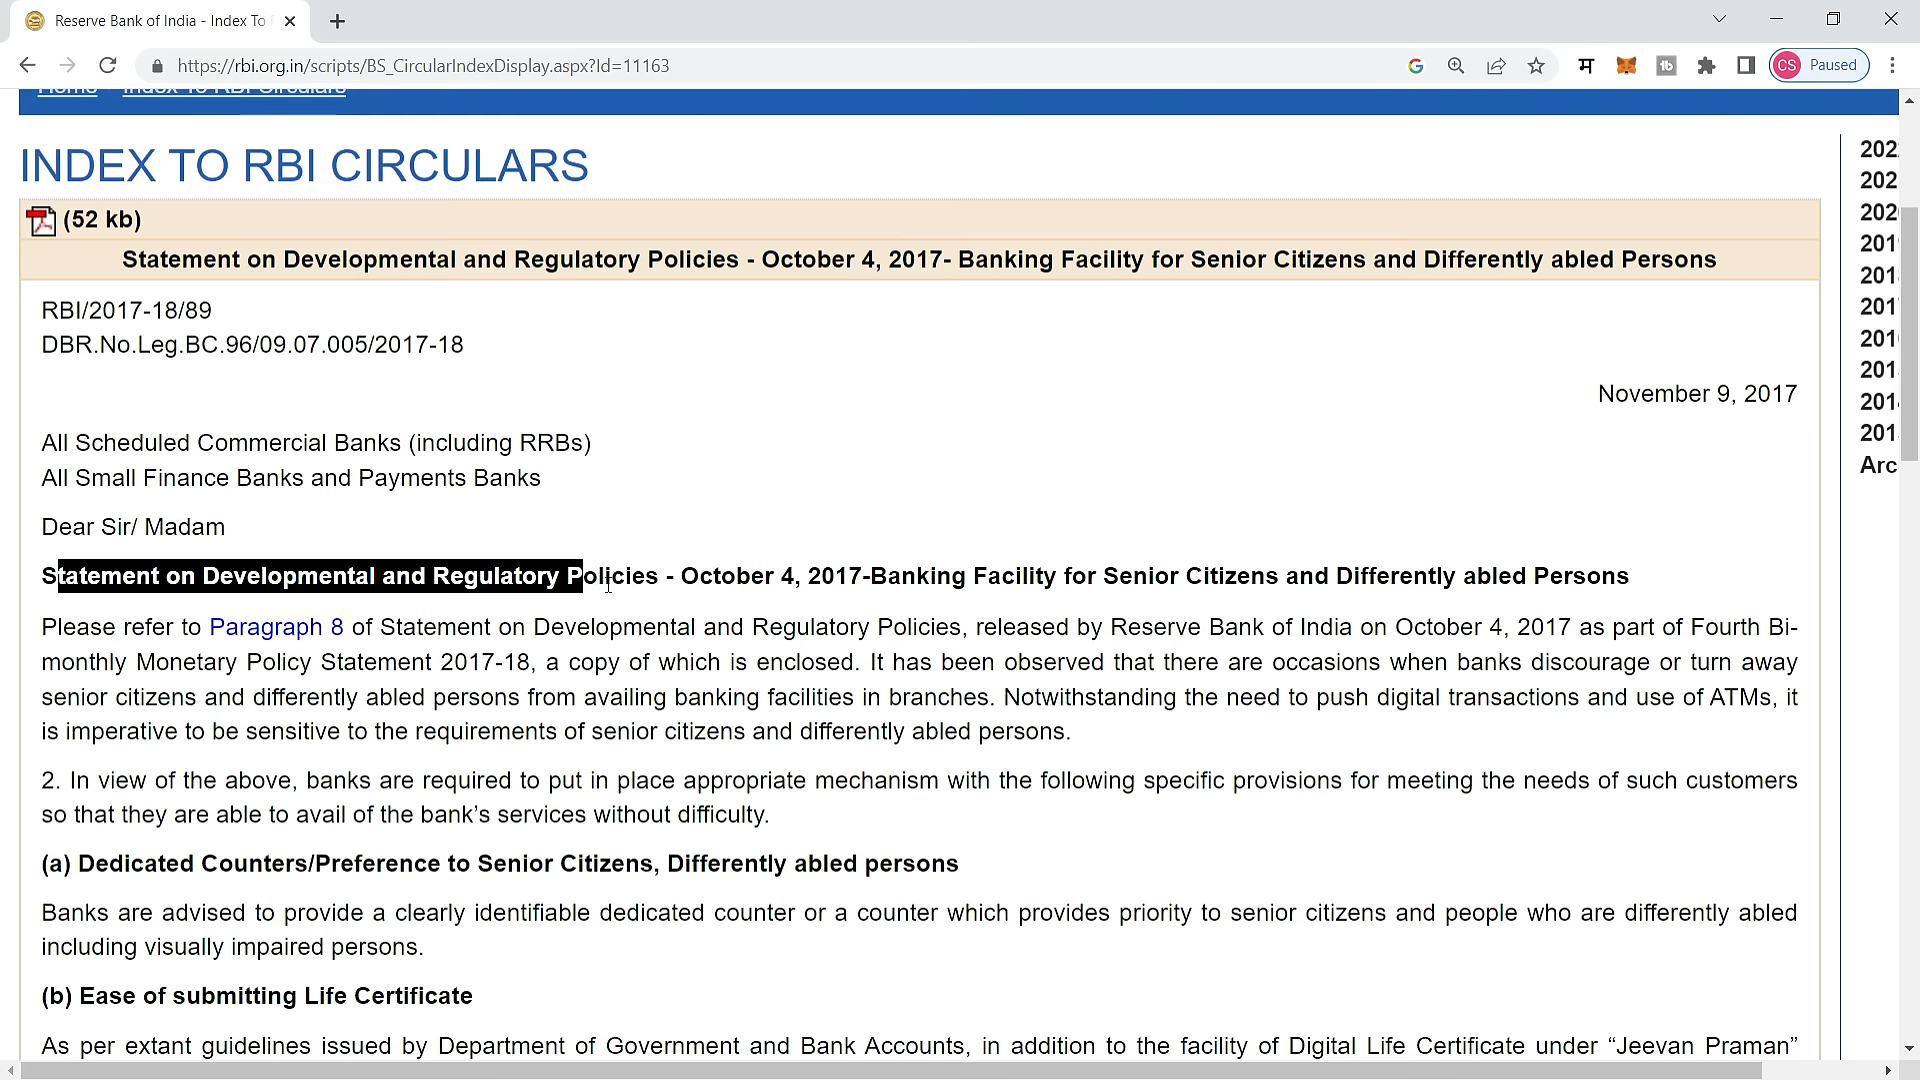 Reserve Bank of India - Index To
https://rbi.org.in/scripts/BS_CircularIndexDisplay.aspx?Id=11163
म
CS Paused
Home Index To RBI Circulars
INDEX TO RBI CIRCULARS
(52 kb)
Statement on Developmental and Regulatory Policies - October 4, 2017- Banking Facility for Senior Citizens and Differently abled Persons
RBI/2017-18/89
DBR.No.Leg.BC.96/09.07.005/2017-18
November 9, 2017
All Scheduled Commercial Banks (including RRBs)
All Small Finance Banks and Payments Banks
Dear Sir/ Madam
Statement on Developmental and Regulatory Policies - October 4, 2017-Banking Facility for Senior Citizens and Differently abled Persons
Please refer to Paragraph 8 of Statement on Developmental and Regulatory Policies, released by Reserve Bank of India on October 4, 2017 as part of Fourth Bi-
monthly Monetary Policy Statement 2017-18, a copy of which is enclosed. It has been observed that there are occasions when banks discourage or turn away
senior citizens and differently abled persons from availing banking facilities in branches. Notwithstanding the need to push digital transactions and use of ATMs, it
is imperative to be sensitive to the requirements of senior citizens and differently abled persons.
2. In view of the above, banks are required to put in place appropriate mechanism with the following specific provisions for meeting the needs of such customers
so that they are able to avail of the bank’s services without difficulty.
(a) Dedicated Counters/Preference to Senior Citizens, Differently abled persons
Banks are advised to provide a clearly identifiable dedicated counter or a counter which provides priority to senior citizens and people who are differently abled
including visually impaired persons.
(b) Ease of submitting Life Certificate
As per extant guidelines issued by Department of Government and Bank Accounts, in addition to the facility of Digital Life Certificate under “Jeevan Praman”